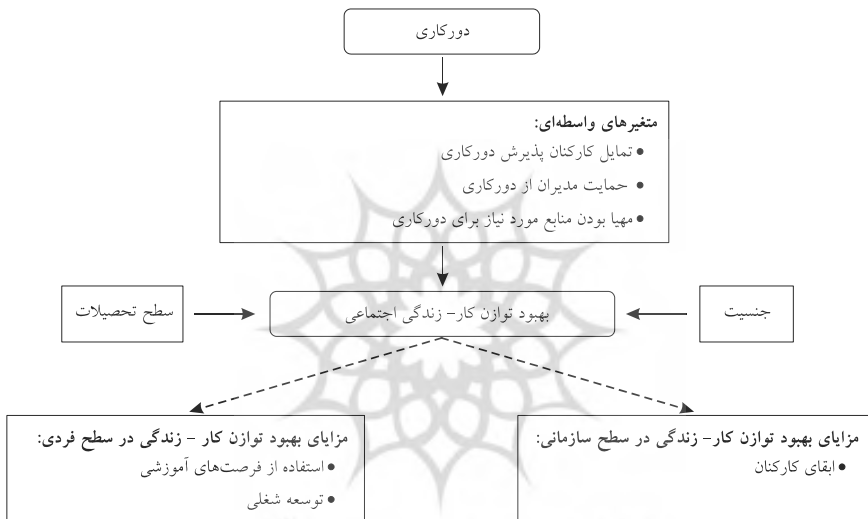 دورکاری
متغیرهای واسطه‌ای:
• تمایل کارکنان پذیرش دورکاری
• حمایت مدیران از دورکاری
• مهیا بودن منابع مورد نیاز برای دورکاری
جنسیت
بهبود توازن کار- زندگی اجتماعی
سطح تحصیلات
مزایای بهبود توازن کار- زندگی در سطح سازمانی:
• ابقای کارکنان
مزایای بهبود توازن کار - زندگی در سطح فردی:
• استفاده از فرصت‌های آموزشی
• توسعه شغلی